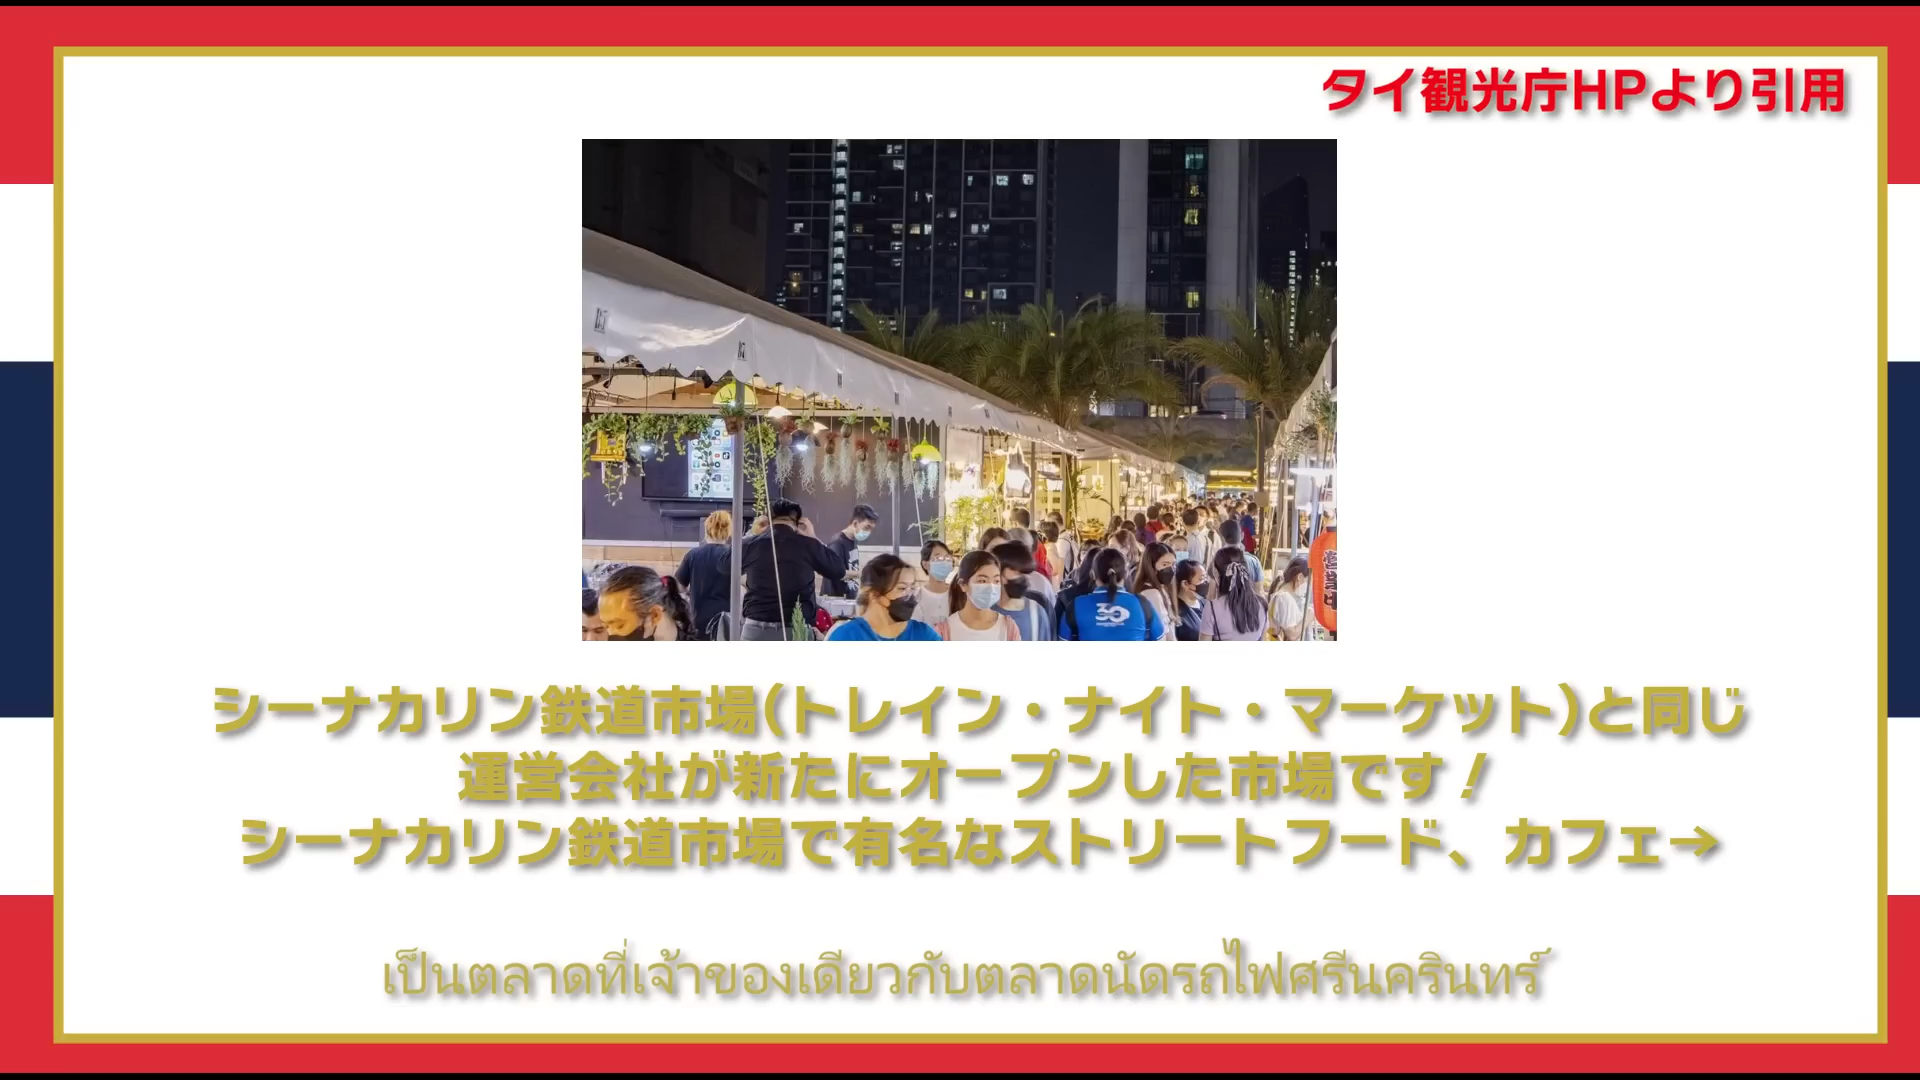 タイ観光庁HPより引用
30
シーナカリン鉄道市場(トレイン・ナイト・マーケット)と同じ
運営会社が新たにオープンした市場です！
シーナカリン鉄道市場で有名なストリートフード、カフェ→
เป็นตลาดที่เจ้าของเดียวกับตลาดนัดรถไฟศรีนครินทร์